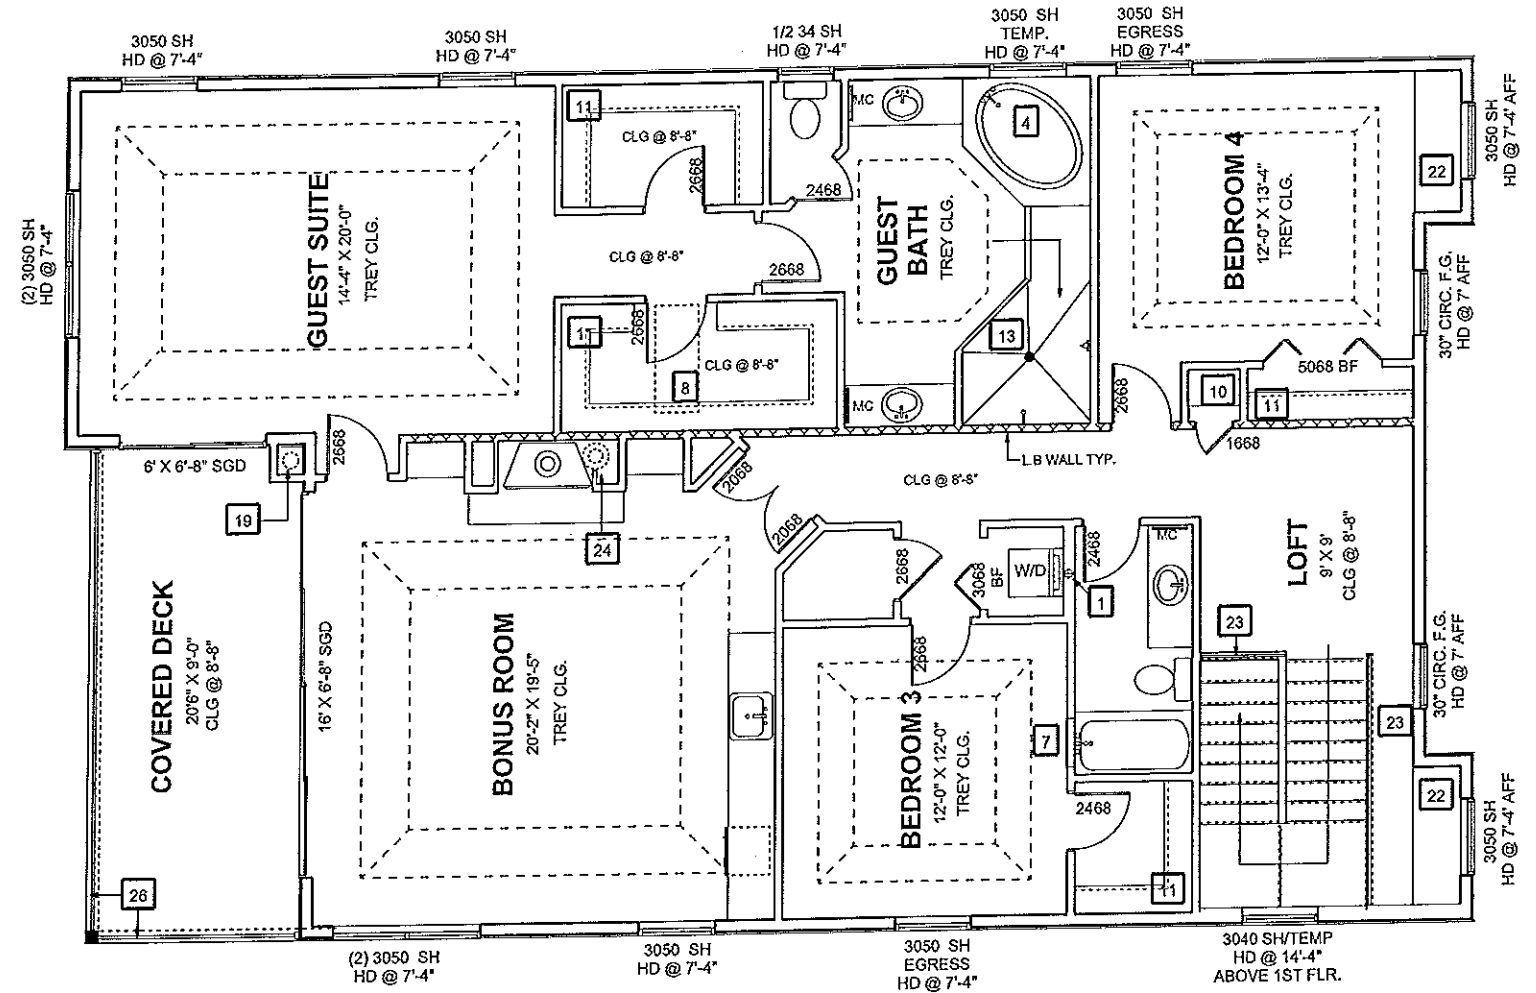 3050 SH
HD @ 7'-4"
3050 SH
HD @ 7'-4"
1/2 34 SH
HD @ 7'-4"
3050 SH
TEMP.
HD @ 7'-4"
3050 SH
EGRESS
HD @ 7'-4"
3050 SH
HD @ 7'-4' AFF
(2) 3050 SH
HD @ 7'-4"
GUEST SUITE
14'-4" X 20'-0"
TREY CLG.
11
CLG @ 8'-8"
2668
MC
2468
4
GUEST
BATH
TREY CLG.
BEDROOM 4
12'-0" X 13'-4"
TREY CLG.
22
CLG @ 8'-8"
2668
30" CIRC. F.G.
HD @ 7' AFF
11
2668
CLG @ 8'-8"
8
13
MC
2668
10
5068 BF
11
1668
6' X 6'-8" SGD
2668
2068
L.B WALL TYP.
CLG @ 8'-8"
19
24
2068
2668
3068
BF
W/D
2468
MC
1
LOFT
9' X 9'
CLG @ 8'-8"
23
COVERED DECK
20'6" X 9'-0"
CLG @ 8'-8"
16' X 6'-8" SGD
BONUS ROOM
20'-2" X 19'-5"
TREY CLG.
2668
BEDROOM 3
12'-0" X 12'-0"
TREY CLG.
7
23
30" CIRC. F.G.
HD @ 7' AFF
2468
11
22
3050 SH
HD @ 7'-4' AFF
26
(2) 3050 SH
HD @ 7'-4"
3050 SH
HD @ 7'-4"
3050 SH
EGRESS
HD @ 7'-4"
3040 SH/TEMP
HD @ 14'-4"
ABOVE 1ST FLR.